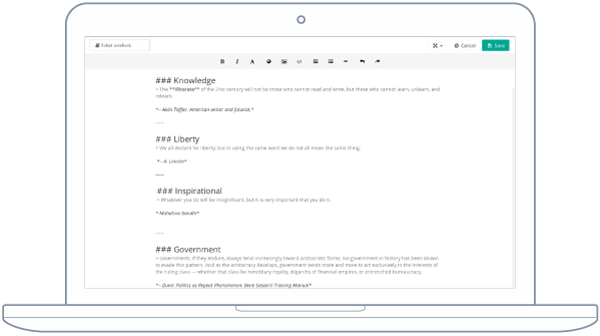 Select notebook
Cancel
Save
### Knowledge
> The **illiterate** of the 21st century will not be those who cannot read and write, but those who cannot learn, unlearn, and
relearn.
*– Alvin Toffler, American writer and futurist.*
----
### Liberty
> We all declare for liberty, but in using the same word we do not all mean the same thing.
*– A. Lincoln*
----
### Inspirational
> Whatever you do will be insignificant, but it is very important that you do it.
*-Mahatma Gandhi*
----
### Government
> Governments, if they endure, always tend increasingly toward aristocratic forms. No government in history has been known
to evade this pattern. And as the aristocracy develops, government tends more and more to act exclusively in the interests of
the ruling class — whether that class be hereditary royalty, oligarchs of financial empires, or entrenched bureaucracy.
*– Dune: Politics as Repeat Phenomenon: Bene Gesserit Training Manual*